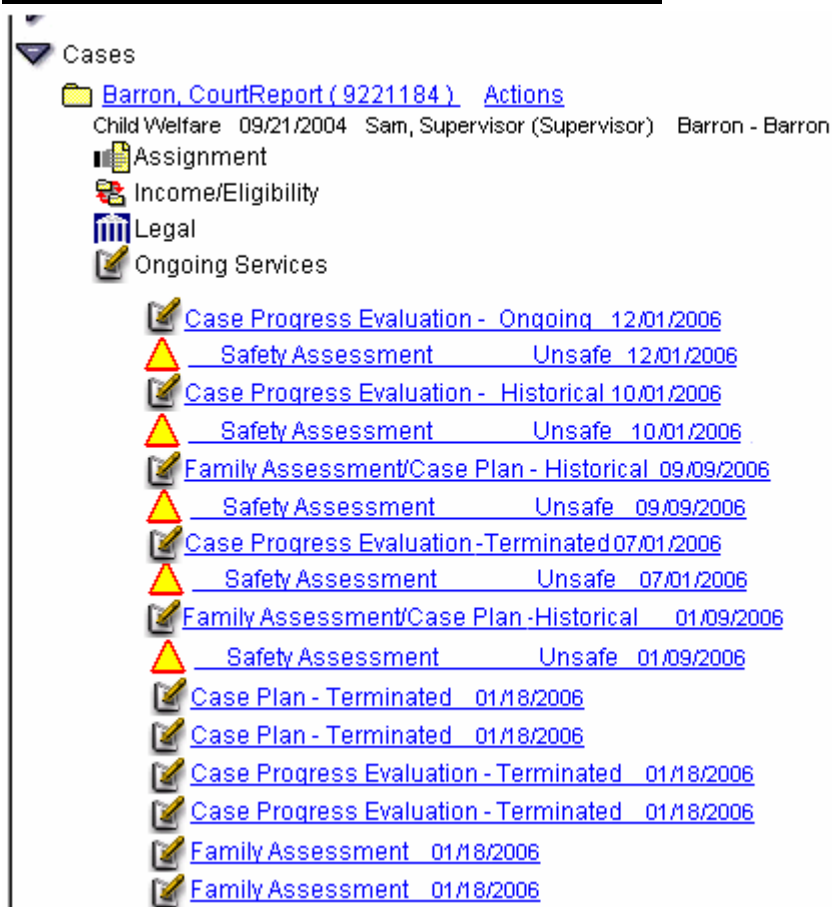 Cases
Barron, CourtReport ( 9221184 ) Actions
Child Welfare 09/21/2004 Sam, Supervisor (Supervisor) Barron - Barron
Assignment
Income/Eligibility
Legal
Ongoing Services
Case Progress Evaluation - Ongoing 12/01/2006
Safety Assessment Unsafe 12/01/2006
Case Progress Evaluation - Historical 10/01/2006
Safety Assessment Unsafe 10/01/2006
Family Assessment/Case Plan - Historical 09/09/2006
Safety Assessment Unsafe 09/09/2006
Case Progress Evaluation -Terminated 07/01/2006
Safety Assessment Unsafe 07/01/2006
Family Assessment/Case Plan -Historical 01/09/2006
Safety Assessment Unsafe 01/09/2006
Case Plan - Terminated 01/18/2006
Case Plan - Terminated 01/18/2006
Case Progress Evaluation - Terminated 01/18/2006
Case Progress Evaluation - Terminated 01/18/2006
Family Assessment 01/18/2006
Family Assessment 01/18/2006